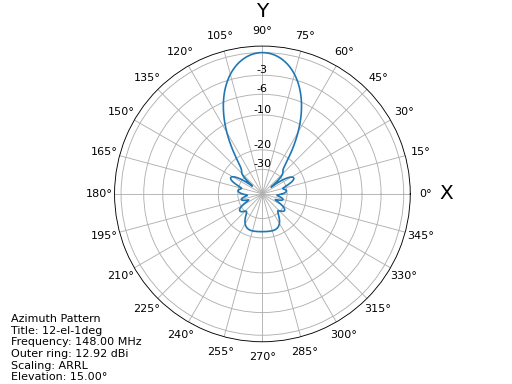 Y
90°
105° 75°
120° 60°
135° 45°
150° 30°
165° 15°
180° 0° X
195° 345°
210° 330°
225° 315°
240° 300°
255° 285°
270°
-3
-6
-10
-20
-30
Azimuth Pattern
Title: 12-el-1deg
Frequency: 148.00 MHz
Outer ring: 12.92 dBi
Scaling: ARRL
Elevation: 15.00°